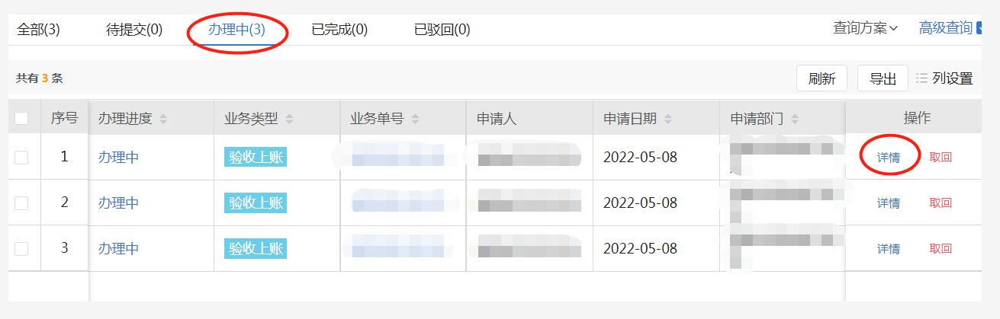 全部(3) 待提交(0) 办理中(3) 已完成(0) 已驳回(0) 查询方案 高级查询
共有 3 条 刷新 导出 列设置
序号 办理进度 业务类型 业务单号 申请人 申请日期 申请部门 操作
1 办理中 验收上账 2022-05-08 详情 取回
2 办理中 验收上账 2022-05-08 详情 取回
3 办理中 验收上账 2022-05-08 详情 取回